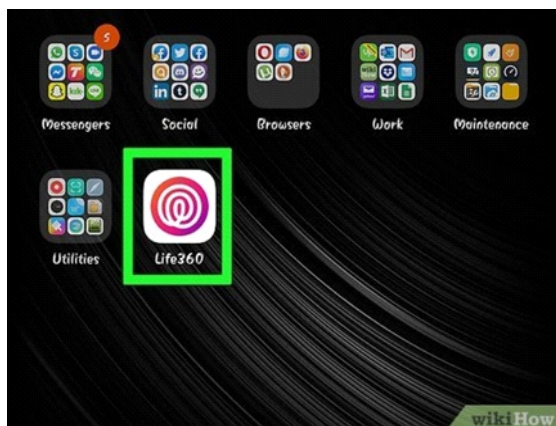 5
Messengers
Social
Browsers
Work
Maintenance
Utilities
Life360
wikiHow